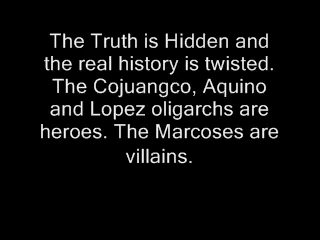 The Truth is Hidden and
the real history is twisted.
The Cojuangco, Aquino
and Lopez oligarchs are
heroes. The Marcoses are
villains.